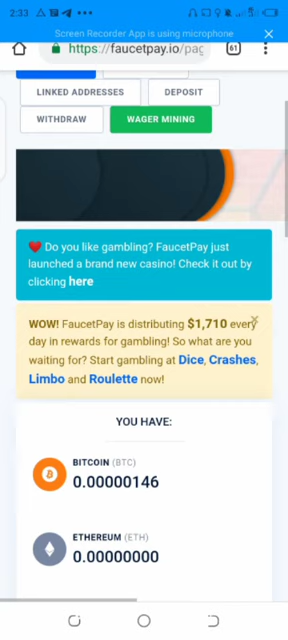 2:33
Screen Recorder App is using microphone
https://faucetpay.io/pag
61
LINKED ADDRESSES
DEPOSIT
WITHDRAW
WAGER MINING
Do you like gambling? FaucetPay just
launched a brand new casino! Check it out by
clicking here
WOW! FaucetPay is distributing $1,710 every
day in rewards for gambling! So what are you
waiting for? Start gambling at Dice, Crashes,
Limbo and Roulette now!
YOU HAVE:
BITCOIN (BTC)
0.00000146
ETHEREUM (ETH)
0.00000000